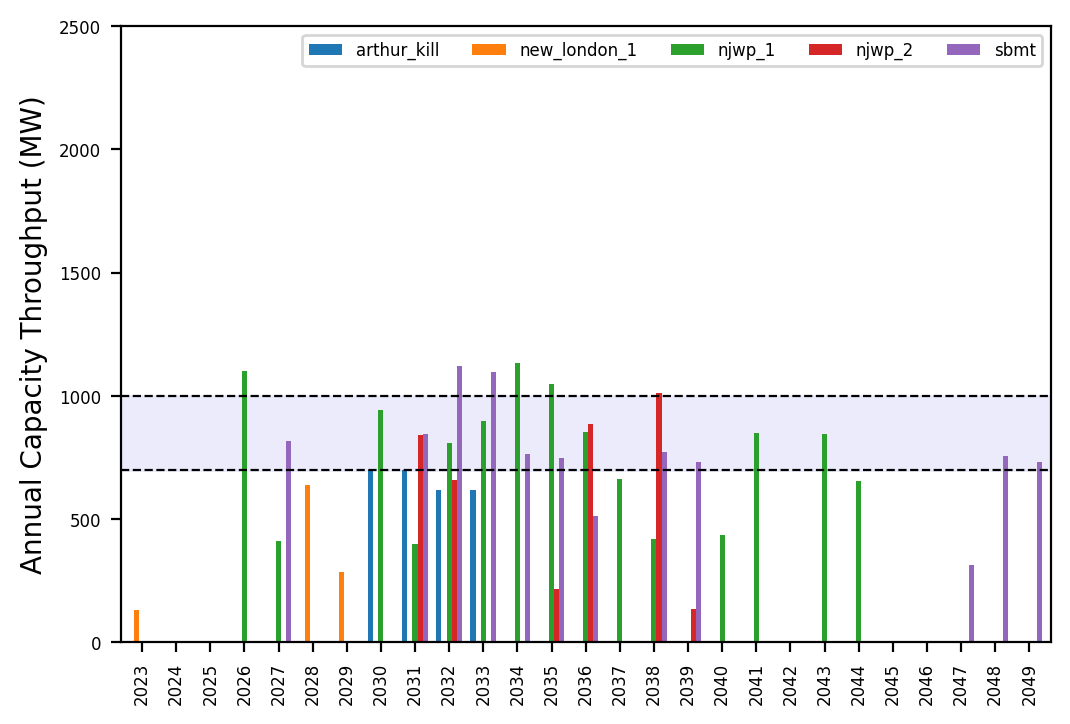 2500
2000
1500
1000
500
0
Annual Capacity Throughput (MW)
arthur_kill new_london_1 njwp_1 njwp_2 sbmt
2023 2024 2025 2026 2027 2028 2029 2030 2031 2032 2033 2034 2035 2036 2037 2038 2039 2040 2041 2042 2043 2044 2045 2046 2047 2048 2049